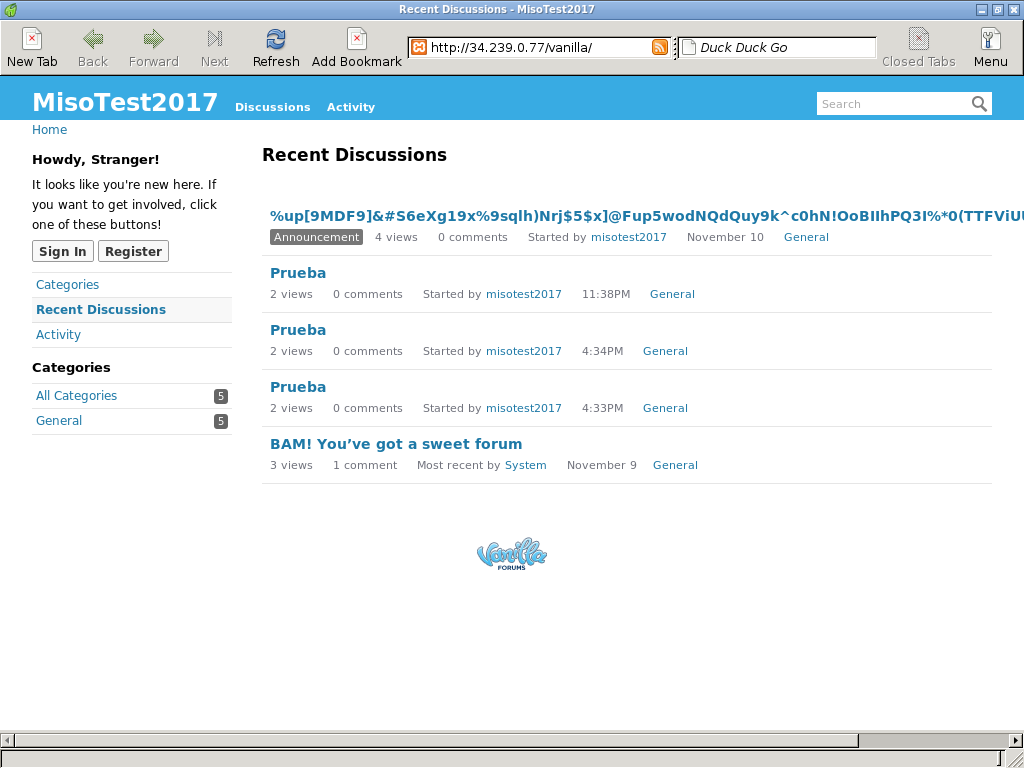 Recent Discussions - MisoTest2017
New Tab Back Forward Next Refresh Add Bookmark http://34.239.0.77/vanilla/ Duck Duck Go Closed Tabs Menu
MisoTest2017 Discussions Activity Search
Home
Howdy, Stranger!
It looks like you're new here. If
you want to get involved, click
one of these buttons!
Sign In Register
Categories
Recent Discussions
Activity
Categories
All Categories 5
General 5
Recent Discussions
%up[9MDF9]&#S6eXg19x%9sqlh)Nrj$5$x]@Fup5wodNQdQuy9k^c0hN!OoBIIhPQ3I%*0(TTFViU
Announcement 4 views 0 comments Started by misotest2017 November 10 General
Prueba
2 views 0 comments Started by misotest2017 11:38PM General
Prueba
2 views 0 comments Started by misotest2017 4:34PM General
Prueba
2 views 0 comments Started by misotest2017 4:33PM General
BAM! You’ve got a sweet forum
3 views 1 comment Most recent by System November 9 General
Vanilla
FORUMS